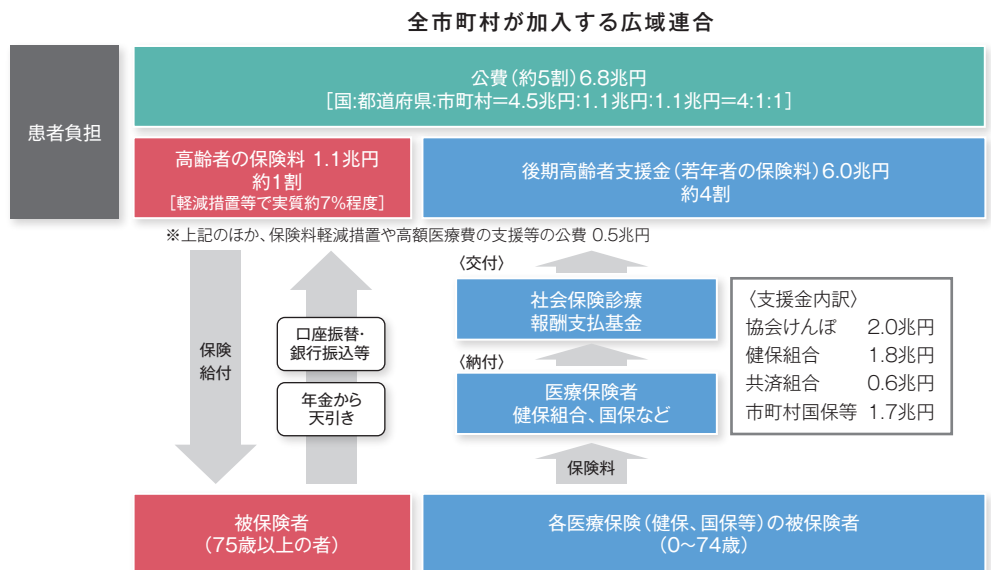 全市町村が加入する広域連合
患者負担
公費(約5割)6.8兆円
[国:都道府県:市町村=4.5兆円:1.1兆円:1.1兆円=4:1:1]
高齢者の保険料 1.1兆円
約1割
[軽減措置等で実質約7%程度]
後期高齢者支援金(若年者の保険料)6.0兆円
約4割
※上記のほか、保険料軽減措置や高額医療費の支援等の公費 0.5兆円
保険
給付
口座振替・
銀行振込等
年金から
天引き
〈交付〉
社会保険診療
報酬支払基金
〈納付〉
医療保険者
健保組合、国保など
保険料
〈支援金内訳〉
協会けんぽ 2.0兆円
健保組合 1.8兆円
共済組合 0.6兆円
市町村国保等 1.7兆円
被保険者
(75歳以上の者)
各医療保険(健保、国保等)の被保険者
(0〜74歳)